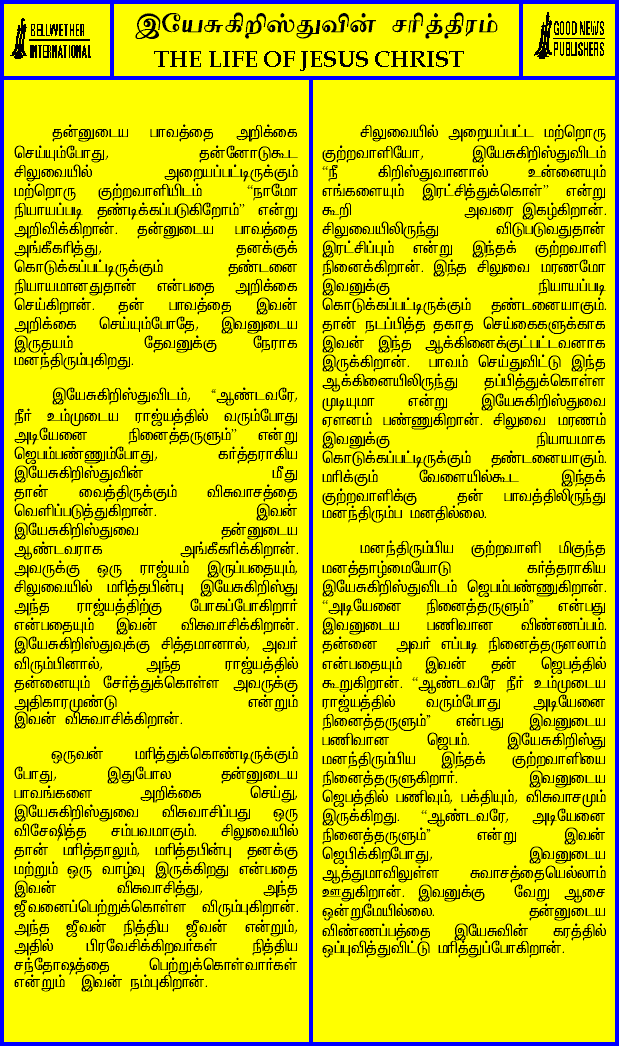 BELLWETHER
INTERNATIONAL
இயேசுகிறிஸ்துவின் சரித்திரம்
THE LIFE OF JESUS CHRIST
GOOD NEWS
PUBLISHERS
தன்னுடைய பாவத்தை அறிக்கை
செய்யும்போது, தன்னோடுகூட
சிலுவையில் அறையப்பட்டிருக்கும்
மற்றொரு குற்றவாளியிடம் “நாமோ
நியாயப்படி தண்டிக்கப்படுகிறோம்” என்று
அறிவிக்கிறான். தன்னுடைய பாவத்தை
அங்கீகரித்து, தனக்குக்
கொடுக்கப்பட்டிருக்கும் தண்டனை
நியாயமானதுதான் என்பதை அறிக்கை
செய்கிறான். தன் பாவத்தை இவன்
அறிக்கை செய்யும்போதே, இவனுடைய
இருதயம் தேவனுக்கு நேராக
மனந்திரும்புகிறது.
இயேசுகிறிஸ்துவிடம், “ஆண்டவரே,
நீர் உம்முடைய ராஜ்யத்தில் வரும்போது
அடியேனை நினைத்தருளும்” என்று
ஜெபம்பண்ணும்போது, கர்த்தராகிய
இயேசுகிறிஸ்துவின் மீது
தான் வைத்திருக்கும் விசுவாசத்தை
வெளிப்படுத்துகிறான். இவன்
இயேசுகிறிஸ்துவை தன்னுடைய
ஆண்டவராக அங்கீகரிக்கிறான்.
அவருக்கு ஒரு ராஜ்யம் இருப்பதையும்,
சிலுவையில் மரித்தபின்பு இயேசுகிறிஸ்து
அந்த ராஜ்யத்திற்கு போகப்போகிறார்
என்பதையும் இவன் விசுவாசிக்கிறான்.
இயேசுகிறிஸ்துவுக்கு சித்தமானால், அவர்
விரும்பினால், அந்த ராஜ்யத்தில்
தன்னையும் சேர்த்துக்கொள்ள அவருக்கு
அதிகாரமுண்டு என்றும்
இவன் விசுவாசிக்கிறான்.
ஒருவன் மரித்துக்கொண்டிருக்கும்
போது, இதுபோல தன்னுடைய
பாவங்களை அறிக்கை செய்து,
இயேசுகிறிஸ்துவை விசுவாசிப்பது ஒரு
விசேஷித்த சம்பவமாகும். சிலுவையில்
தான் மரித்தாலும், மரித்தபின்பு தனக்கு
மற்றும் ஒரு வாழ்வு இருக்கிறது என்பதை
இவன் விசுவாசித்து, அந்த
ஜீவனைப்பெற்றுக்கொள்ள விரும்புகிறான்.
அந்த ஜீவன் நித்திய ஜீவன் என்றும்,
அதில் பிரவேசிக்கிறவர்கள் நித்திய
சந்தோஷத்தை பெற்றுக்கொள்வார்கள்
என்றும் இவன் நம்புகிறான்.
சிலுவையில் அறையப்பட்ட மற்றொரு
குற்றவாளியோ, இயேசுகிறிஸ்துவிடம்
“நீ கிறிஸ்துவானால் உன்னையும்
எங்களையும் இரட்சித்துக்கொள்” என்று
கூறி அவரை இகழ்கிறான்.
சிலுவையிலிருந்து விடுபடுவதுதான்
இரட்சிப்பும் என்று இந்தக் குற்றவாளி
நினைக்கிறான். இந்த சிலுவை மரணமோ
இவனுக்கு நியாயப்படி
கொடுக்கப்பட்டிருக்கும் தண்டனையாகும்.
தான் நடப்பித்த தகாத செய்கைகளுக்காக
இவன் இந்த ஆக்கினைக்குட்பட்டவனாக
இருக்கிறான். பாவம் செய்துவிட்டு இந்த
ஆக்கினையிலிருந்து தப்பித்துக்கொள்ள
முடியுமா என்று இயேசுகிறிஸ்துவை
ஏளனம் பண்ணுகிறான். சிலுவை மரணம்
இவனுக்கு நியாயமாக
கொடுக்கப்பட்டிருக்கும் தண்டனையாகும்.
மரிக்கும் வேளையில்கூட இந்தக்
குற்றவாளிக்கு தன் பாவத்திலிருந்து
மனந்திரும்ப மனதில்லை.
மனந்திரும்பிய குற்றவாளி மிகுந்த
மனத்தாழ்மையோடு கர்த்தராகிய
இயேசுகிறிஸ்துவிடம் ஜெபம்பண்ணுகிறான்.
“அடியேனை நினைத்தருளும்” என்பது
இவனுடைய பணிவான விண்ணப்பம்.
தன்னை அவர் எப்படி நினைத்தருளலாம்
என்பதையும் இவன் தன் ஜெபத்தில்
கூறுகிறான். “ஆண்டவரே நீர் உம்முடைய
ராஜ்யத்தில் வரும்போது அடியேனை
நினைத்தருளும்” என்பது இவனுடைய
பணிவான ஜெபம். இயேசுகிறிஸ்து
மனந்திரும்பிய இந்தக் குற்றவாளியை
நினைத்தருளுகிறார். இவனுடைய
ஜெபத்தில் பணிவும், பக்தியும், விசுவாசமும்
இருக்கிறது. “ஆண்டவரே, அடியேனை
நினைத்தருளும்” என்று இவன்
ஜெபிக்கிறபோது, இவனுடைய
ஆத்துமாவிலுள்ள சுவாசத்தையெல்லாம்
ஊதுகிறான். இவனுக்கு வேறு ஆசை
ஒன்றுமேயில்லை. தன்னுடைய
விண்ணப்பத்தை இயேசுவின் கரத்தில்
ஒப்புவித்துவிட்டு மரித்துப்போகிறான்.